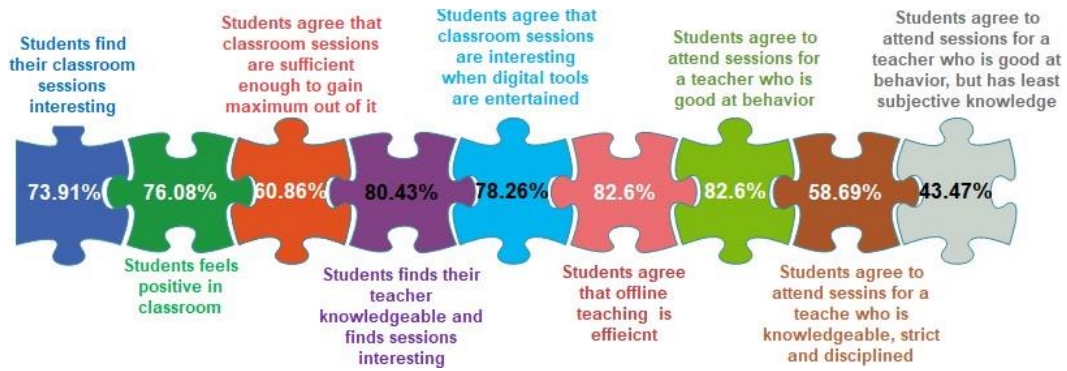 Students find
their classroom
sessions
interesting
Students agree that
classroom sessions
are sufficient
enough to gain
maximum out of it
Students agree that
classroom sessions
are interesting
when digital tools
are entertained
Students agree to
attend sessions for
a teacher who is
good at behavior
Students agree to
attend sessions for a
teacher who is good at
behavior, but has least
subjective knowledge
73.91%
76.08%
60.86%
80.43%
78.26%
82.6%
82.6%
58.69%
43.47%
Students feels
positive in
classroom
Students finds their
teacher
knowledgeable and
finds sessions
interesting
Students agree
that offline
teaching is
effieicnt
Students agree to
attend sessins for a
teache who is
knowledgeable, strict
and disciplined